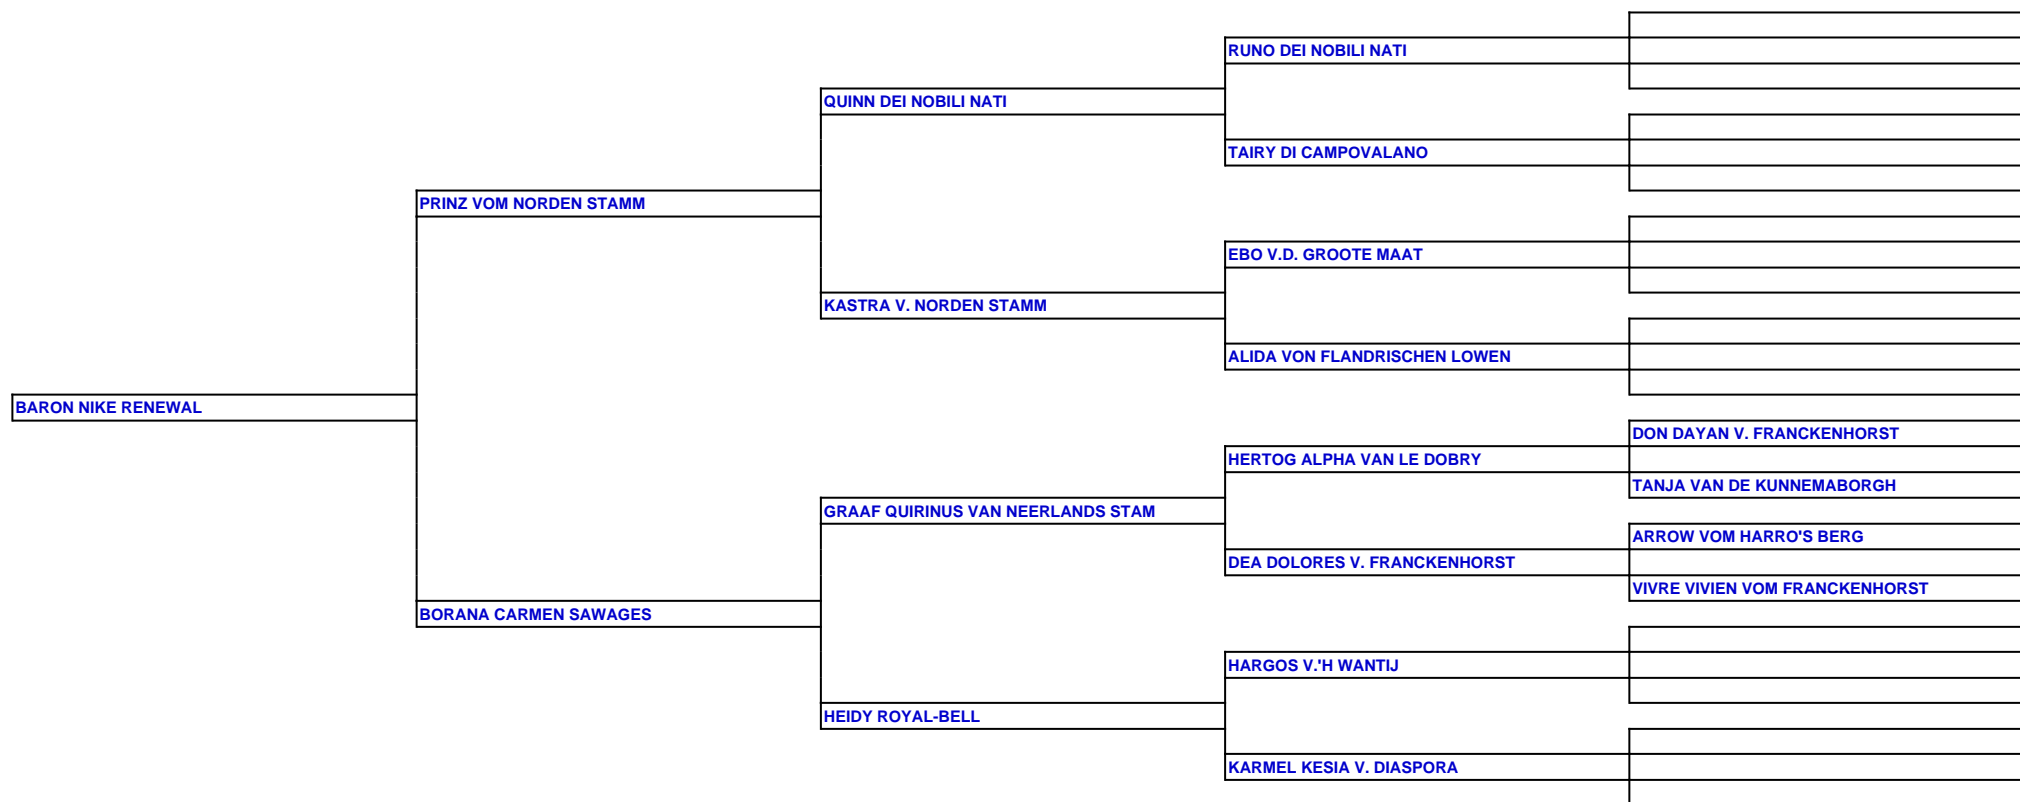 RUNO DEI NOBILI NATI
QUINN DEI NOBILI NATI
TAIRY DI CAMPOVALANO
PRINZ VOM NORDEN STAMM
EBO V.D. GROOTE MAAT
KASTRA V. NORDEN STAMM
ALIDA VON FLANDRISCHEN LOWEN
BARON NIKE RENEWAL
DON DAYAN V. FRANCKENHORST
HERTOG ALPHA VAN LE DOBRY
TANJA VAN DE KUNNEMABORGH
GRAAF QUIRINUS VAN NEERLANDS STAM
ARROW VOM HARRO'S BERG
DEA DOLORES V. FRANCKENHORST
VIVRE VIVIEN VOM FRANCKENHORST
BORANA CARMEN SAWAGES
HARGOS V.'H WANTIJ
HEIDY ROYAL-BELL
KARMEL KESIA V. DIASPORA